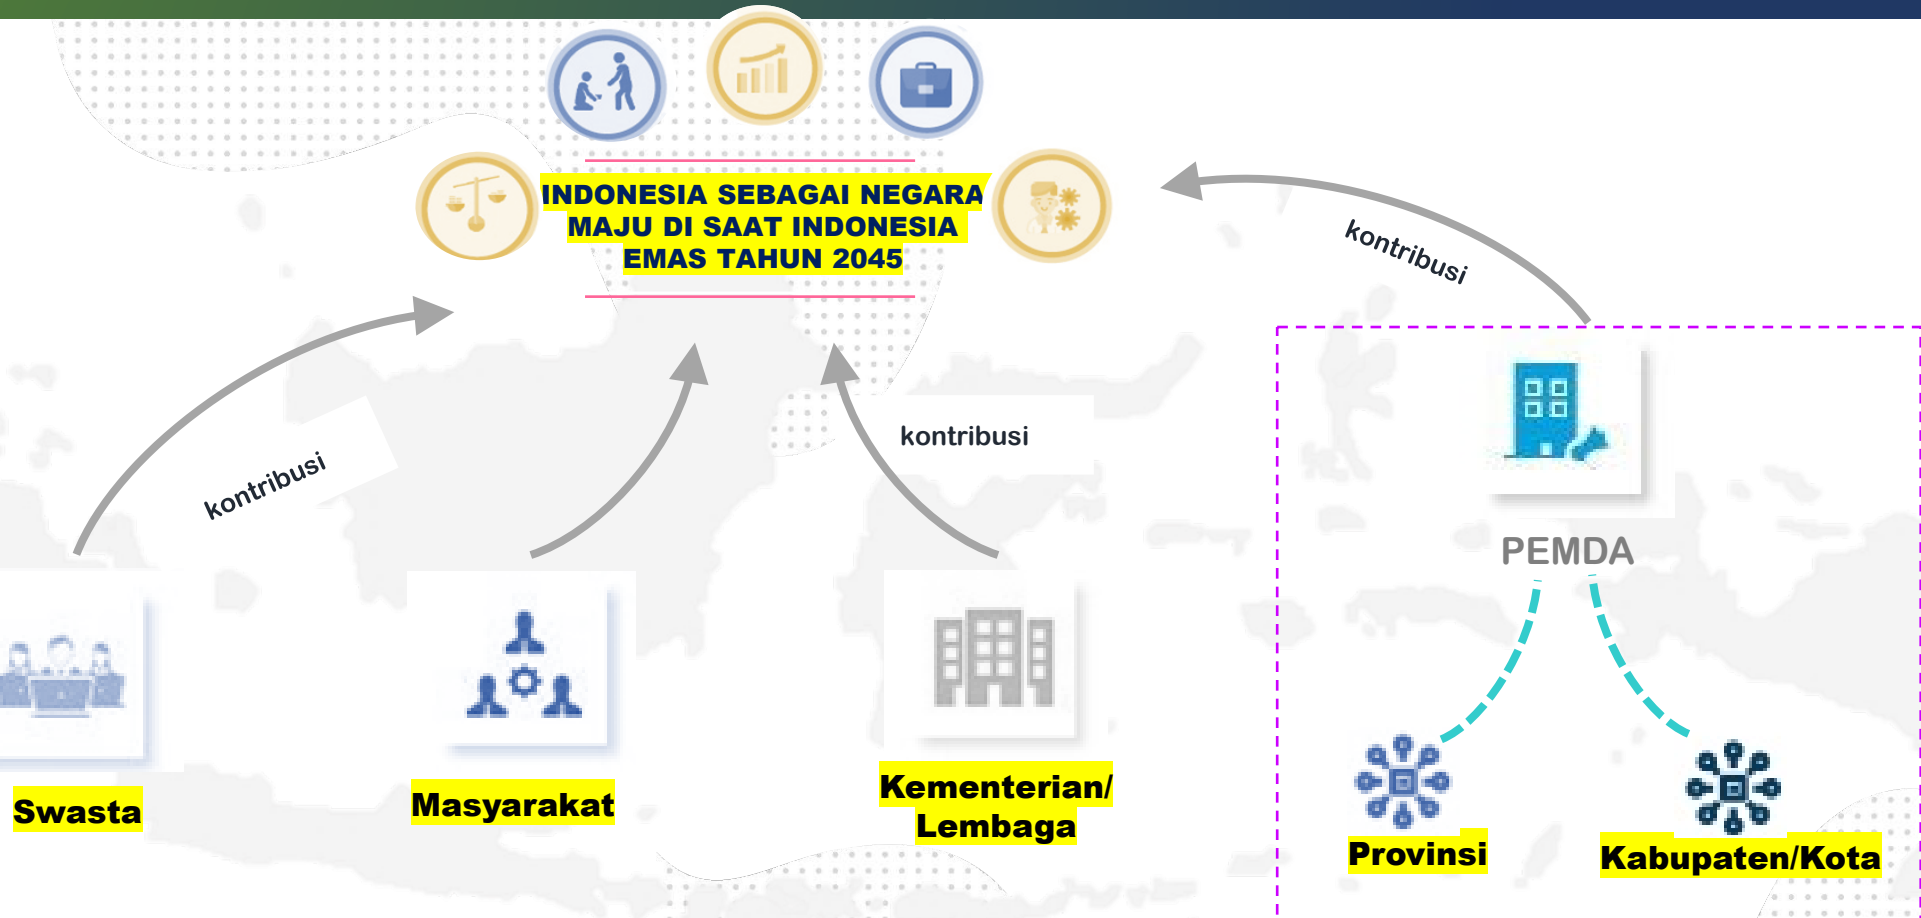 INDONESIA SEBAGAI NEGARA
MAJU DI SAAT INDONESIA
EMAS TAHUN 2045
kontribusi
kontribusi
kontribusi
PEMDA
Swasta
Masyarakat
Kementerian/
Lembaga
Provinsi
Kabupaten/Kota